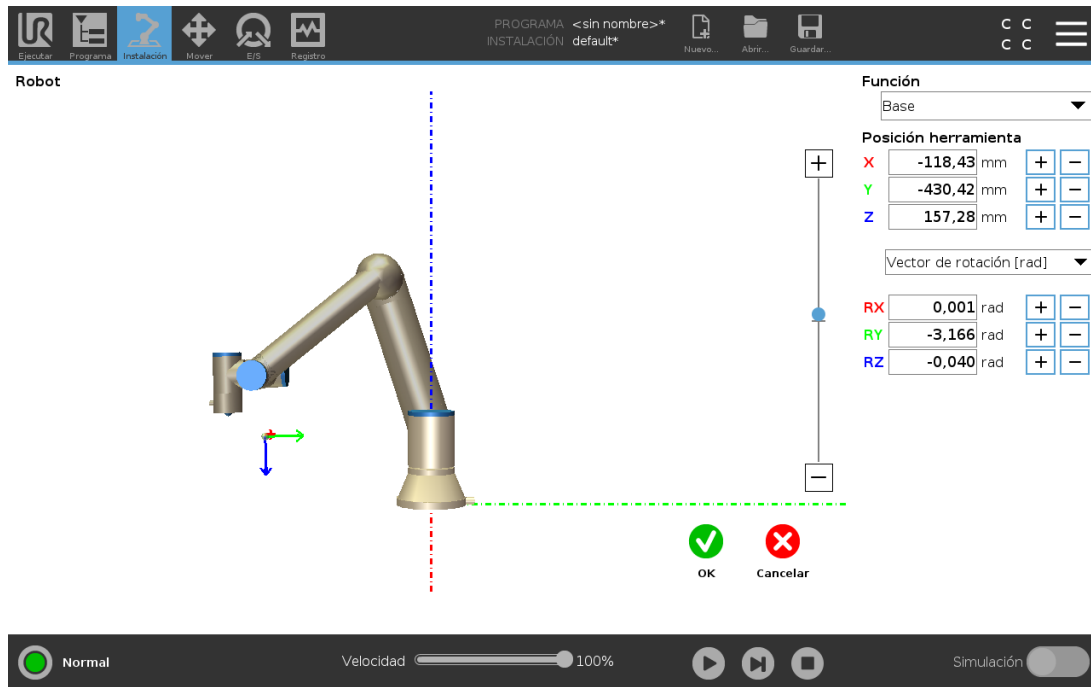 PROGRAMA <sin nombre>*
INSTALACIÓN default*
UR
Ejecutar Programa Instalación Mover E/S Registro
Nuevo... Abrir... Guardar...
C C
C C
Robot
Función
Base
Posición herramienta
X -118,43 mm + −
Y -430,42 mm + −
Z 157,28 mm + −
Vector de rotación [rad]
RX 0,001 rad + −
RY -3,166 rad + −
RZ -0,040 rad + −
+
−
OK Cancelar
Normal Velocidad 100% Simulación